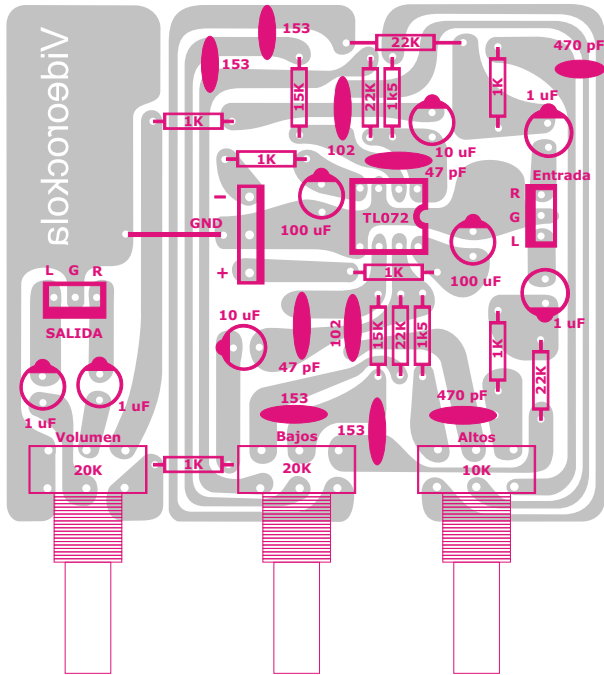 Videorockola
153
153
22K
470 pF
15K
22K
1k5
1K
1 uF
1K
102
10 uF
1K
47 pF
Entrada
R
G
L
−
GND
+
100 uF
TL072
100 uF
L G R
SALIDA
1K
10 uF
47 pF
102
15K
22K
1k5
1K
22K
1 uF
1 uF
1 uF
153
470 pF
153
Volumen
20K
1K
Bajos
20K
Altos
10K